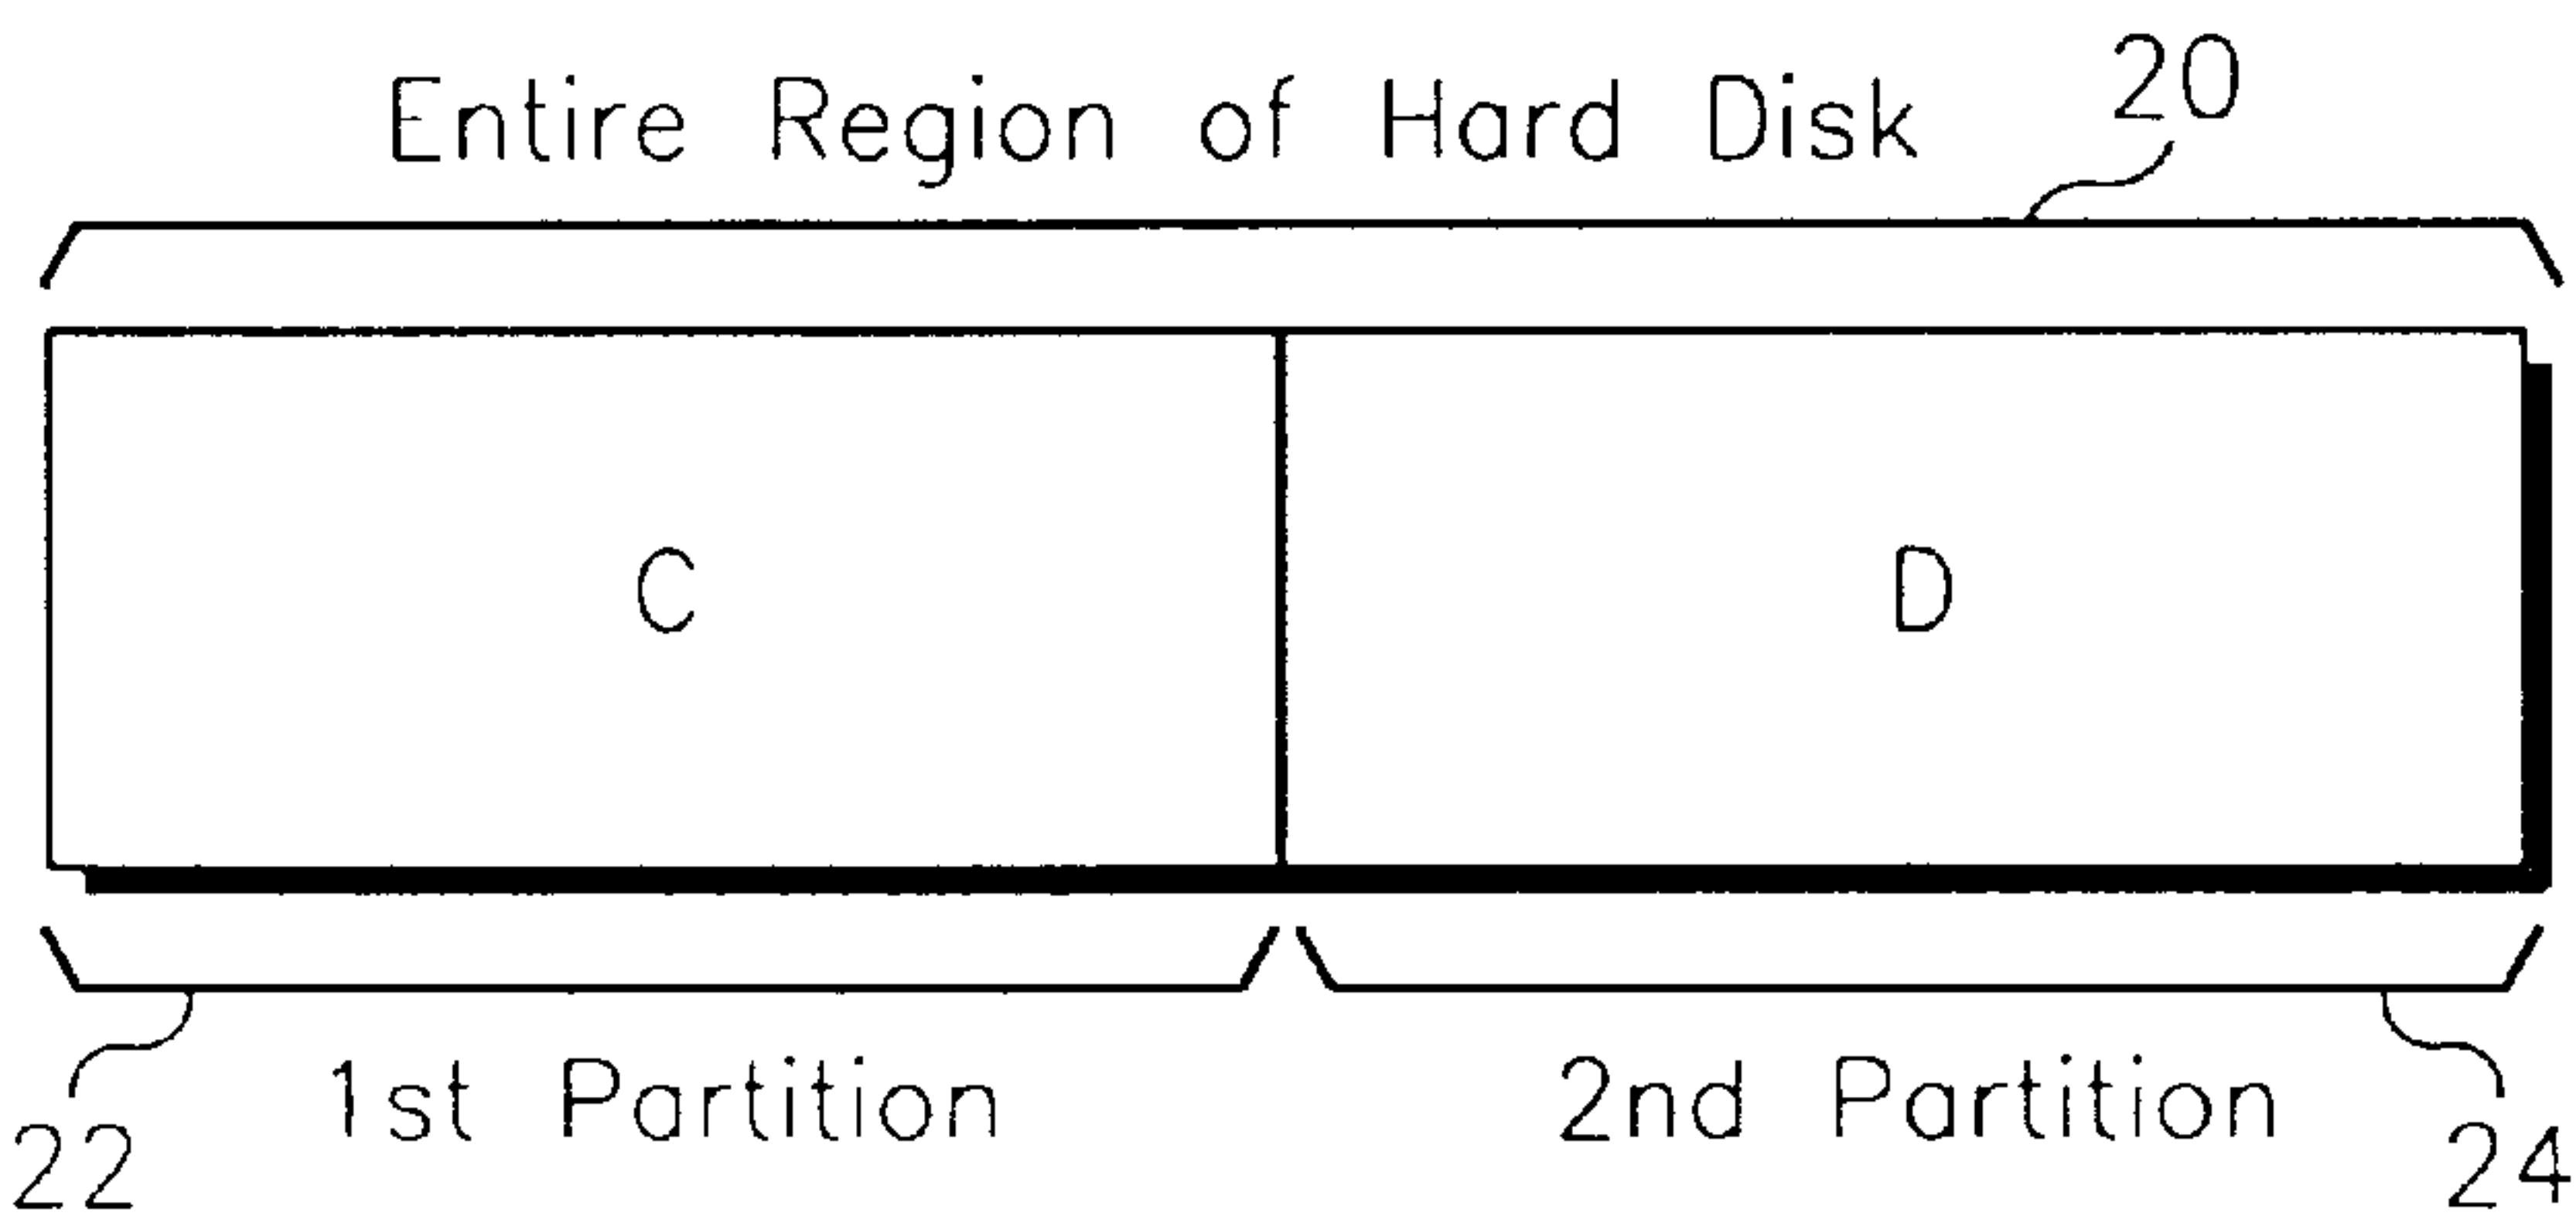 20
Entire Region of Hard Disk
C D
1st Partition 2nd Partition
22 24